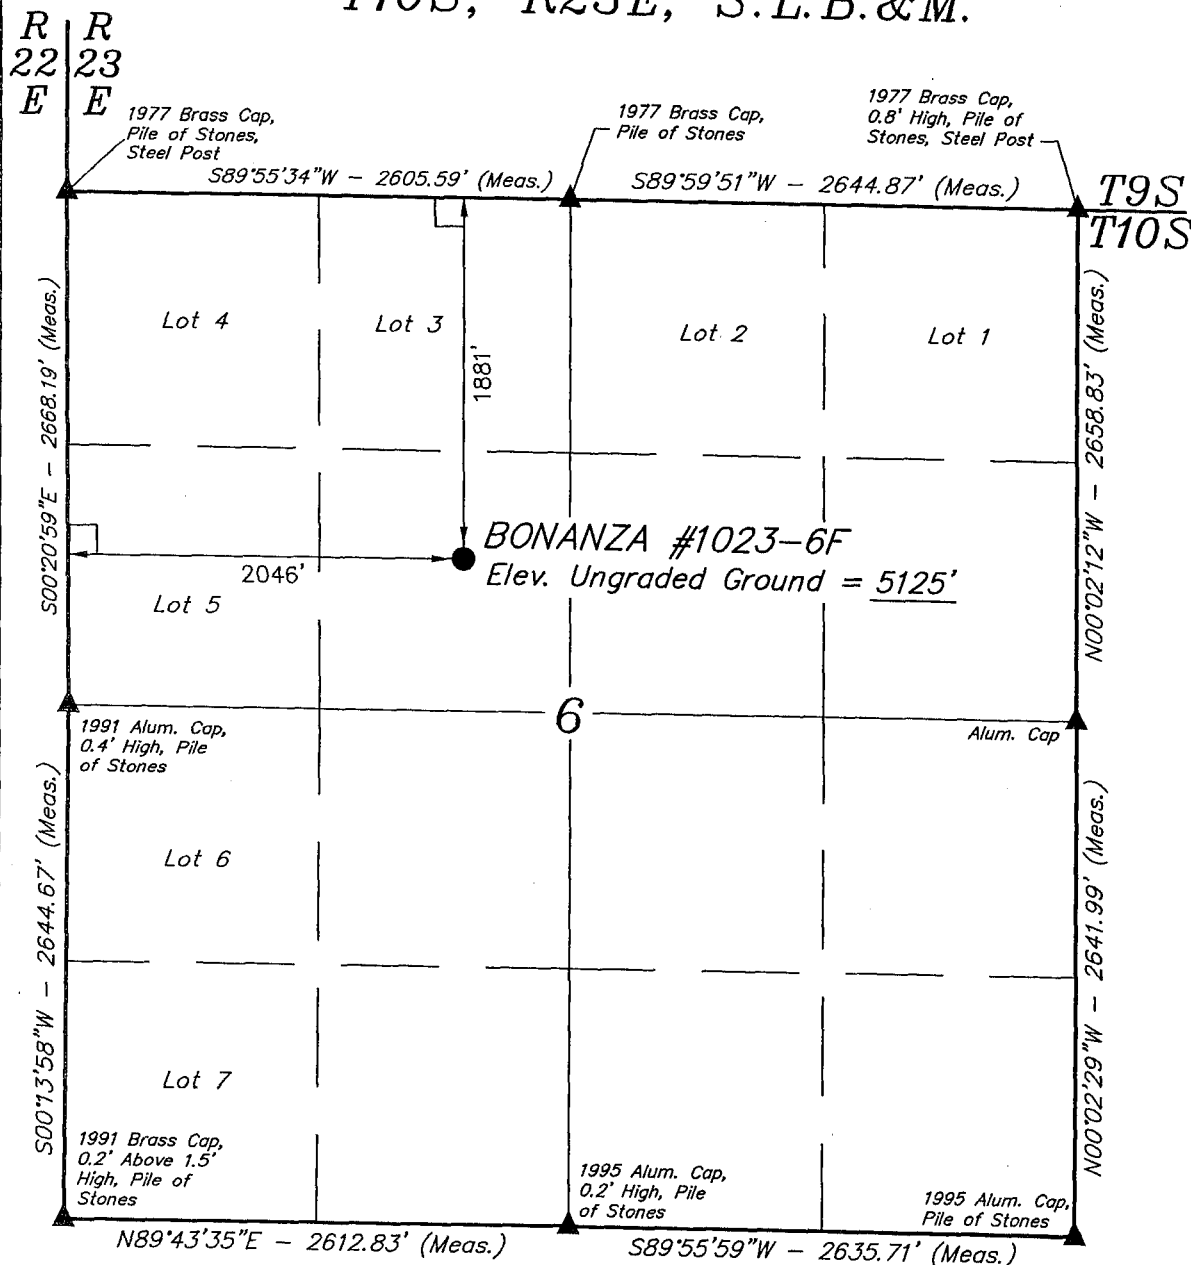 T10S, R23E, S.L.B.&M.
R R
22 23
E E
1977 Brass Cap,
Pile of Stones,
Steel Post
1977 Brass Cap,
Pile of Stones
1977 Brass Cap,
0.8' High, Pile of
Stones, Steel Post
S89°55'34"W - 2605.59' (Meas.)
S89°59'51"W - 2644.87' (Meas.)
T9S
T10S
Lot 4
Lot 3
Lot 2
Lot 1
1881'
S00°20'59"E - 2668.19' (Meas.)
N00°02'12"W - 2658.83' (Meas.)
BONANZA #1023-6F
Elev. Ungraded Ground = 5125'
2046'
Lot 5
6
1991 Alum. Cap,
0.4' High, Pile
of Stones
Alum. Cap
Lot 6
S00°13'58"W - 2644.67' (Meas.)
N00°02'29"W - 2641.99' (Meas.)
Lot 7
1991 Brass Cap,
0.2' Above 1.5'
High, Pile of
Stones
1995 Alum. Cap,
0.2' High, Pile
of Stones
1995 Alum. Cap,
Pile of Stones
N89°43'35"E - 2612.83' (Meas.)
S89°55'59"W - 2635.71' (Meas.)